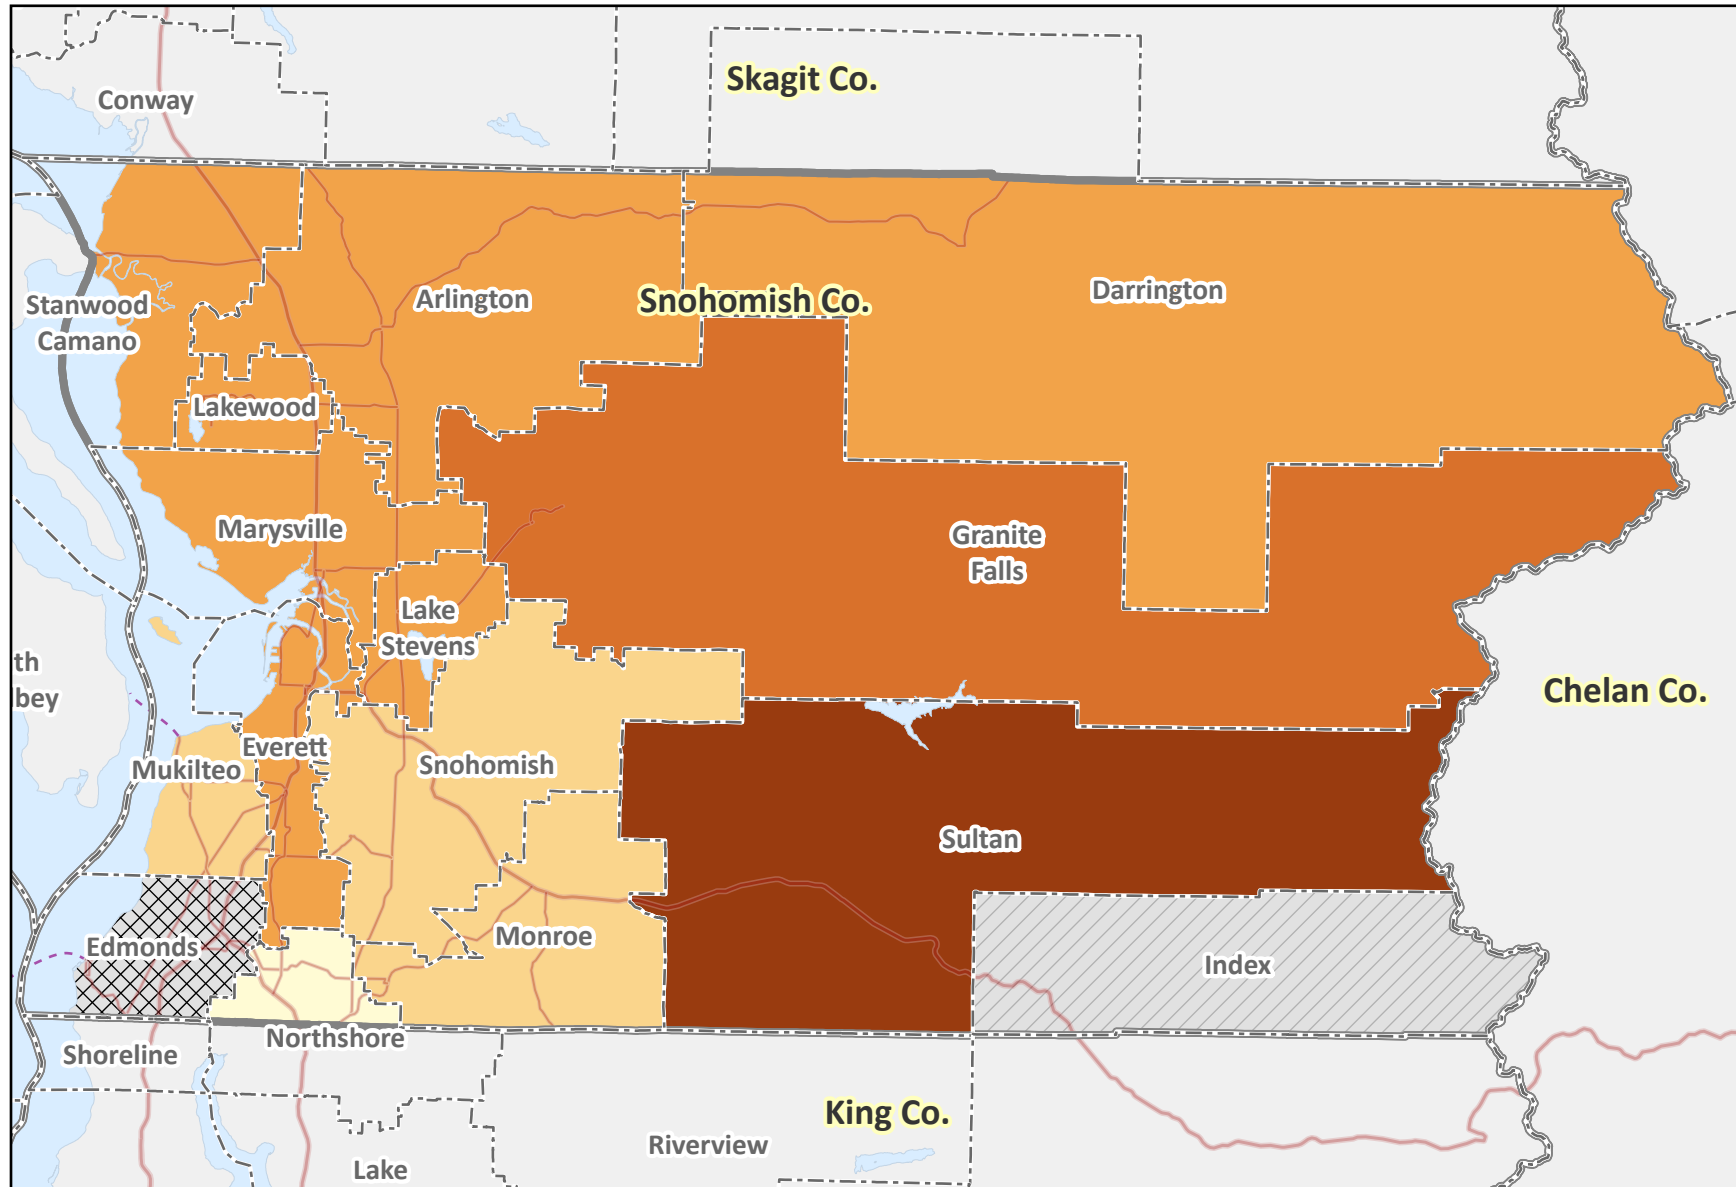 Skagit Co.
Conway
Darrington
Arlington
Snohomish Co.
Stanwood
Camano
Lakewood
Marysville
Granite
Falls
Lake
Stevens
th
lbey
Chelan Co.
Everett
Mukilteo
Snohomish
Sultan
Monroe
Edmonds
Index
Northshore
Shoreline
King Co.
Riverview
Lake